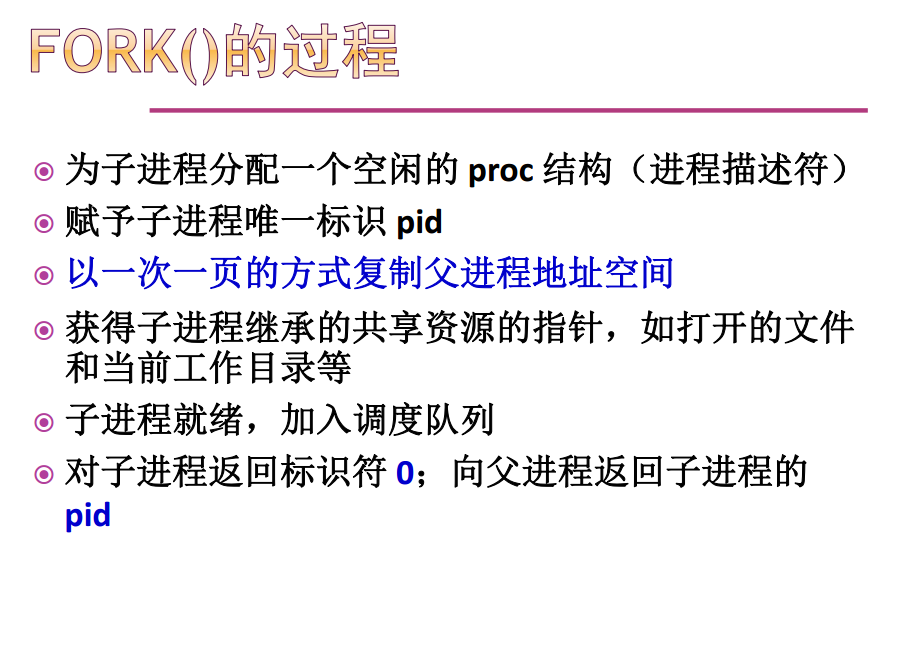 FORK()的过程
为子进程分配一个空闲的 proc 结构（进程描述符）
赋予子进程唯一标识 pid
以一次一页的方式复制父进程地址空间
获得子进程继承的共享资源的指针，如打开的文件
和当前工作目录等
子进程就绪，加入调度队列
对子进程返回标识符 0；向父进程返回子进程的
pid